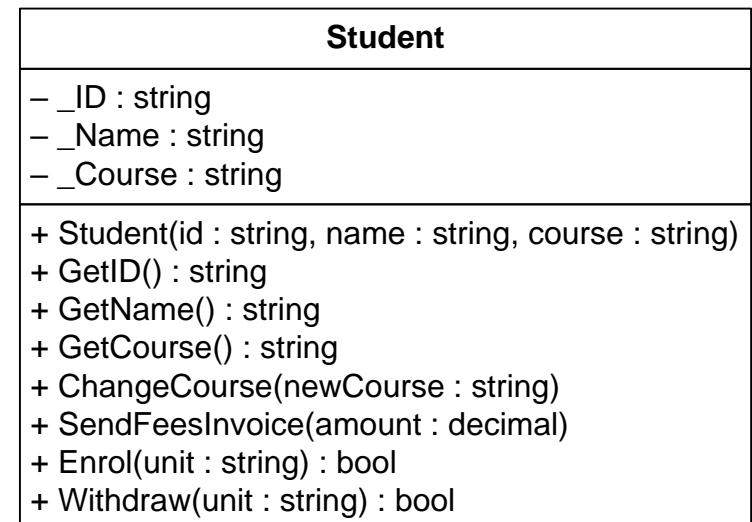 Student
– _ID : string
– _Name : string
– _Course : string
+ Student(id : string, name : string, course : string)
+ GetID() : string
+ GetName() : string
+ GetCourse() : string
+ ChangeCourse(newCourse : string)
+ SendFeesInvoice(amount : decimal)
+ Enrol(unit : string) : bool
+ Withdraw(unit : string) : bool